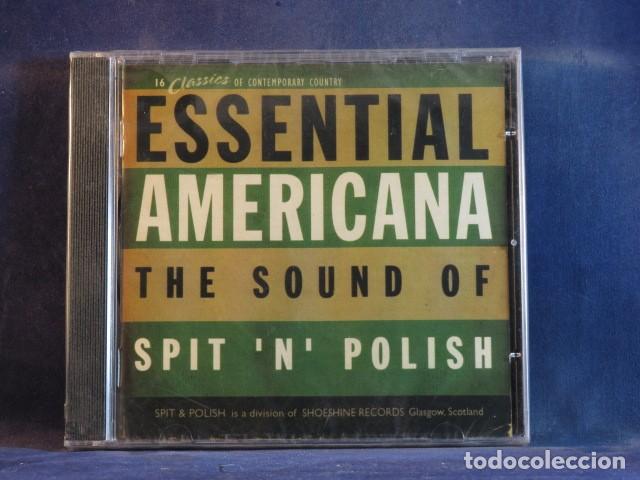 16 Classics OF CONTEMPORARY COUNTRY
ESSENTIAL
AMERICANA
THE SOUND OF
SPIT 'N' POLISH
SPIT & POLISH is a division of SHOESHINE RECORDS Glasgow, Scotland
todocoleccion